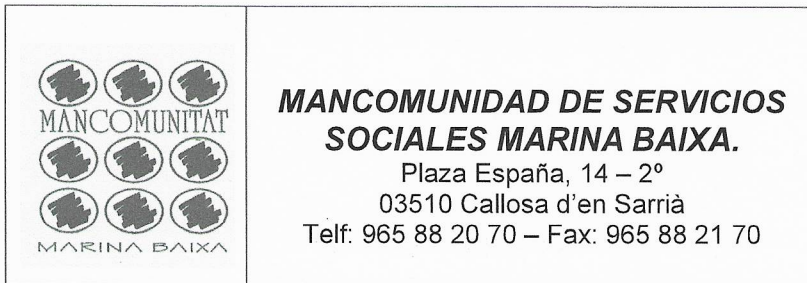 MANCOMUNITAT
MARINA BAIXA
MANCOMUNIDAD DE SERVICIOS
SOCIALES MARINA BAIXA.
Plaza España, 14 – 2º
03510 Callosa d'en Sarrià
Telf: 965 88 20 70 – Fax: 965 88 21 70